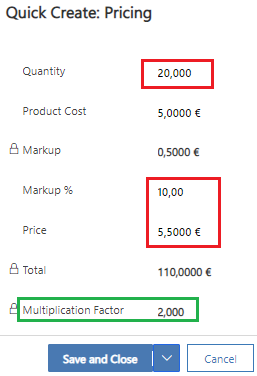 Quick Create: Pricing
Quantity 20,000
Product Cost 5,0000 €
Markup 0,5000 €
Markup % 10,00
Price 5,5000 €
Total 110,0000 €
Multiplication Factor 2,000
Save and Close Cancel